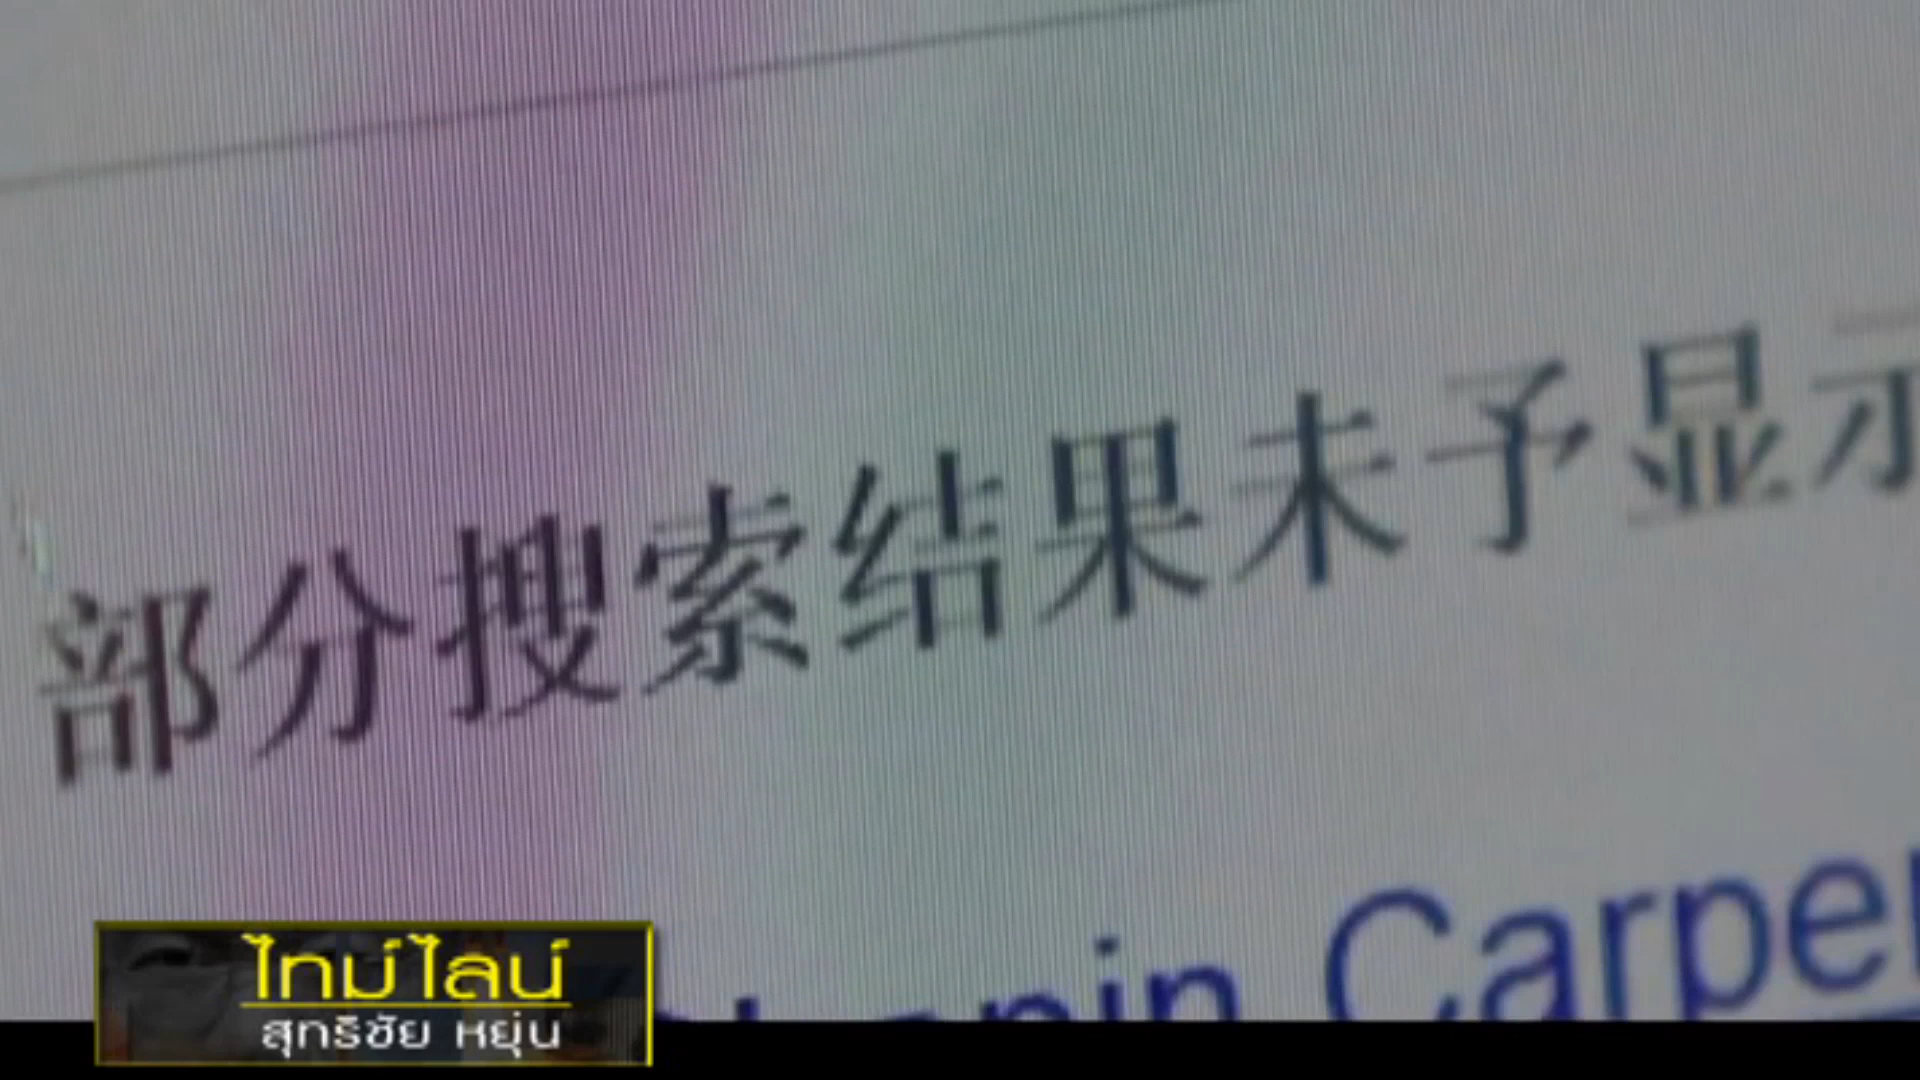 部分搜索结果未予显示
ไทม์ไลน์
สุทธิชัย หยุ่น